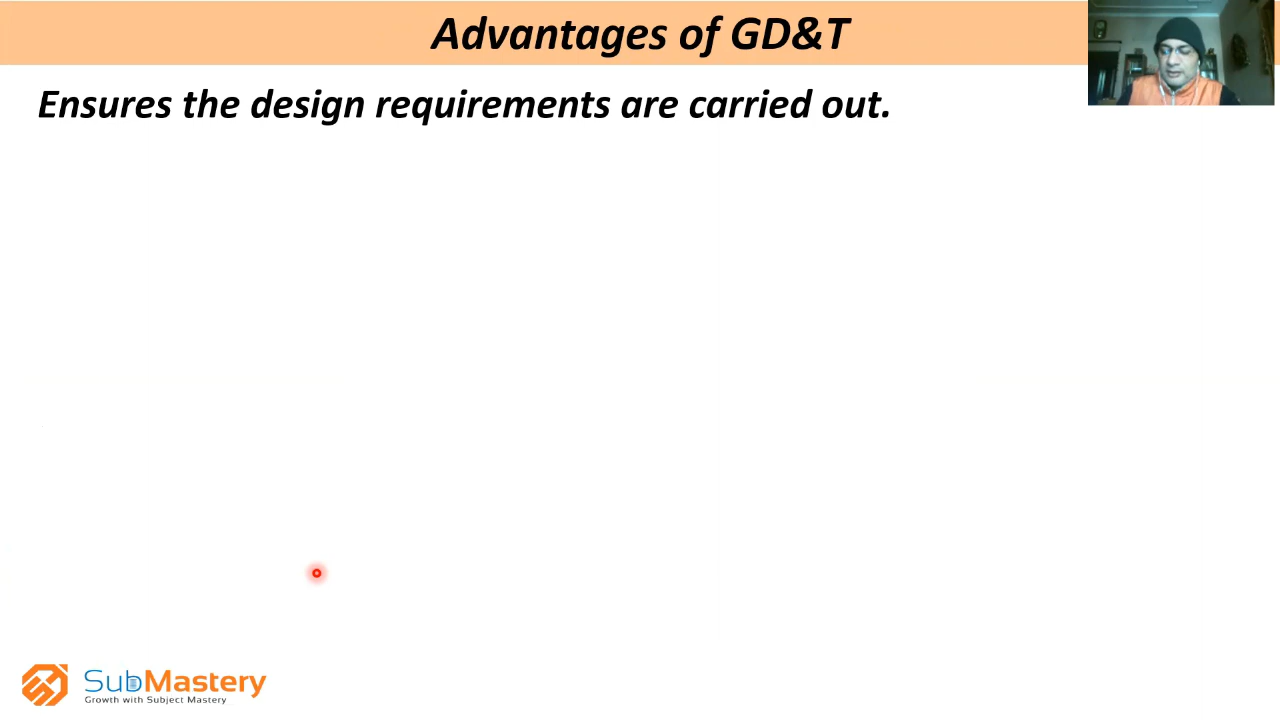 Advantages of GD&T
Ensures the design requirements are carried out.
SubMastery
Growth with Subject Mastery